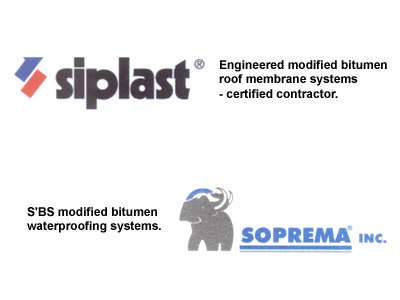 siplast®
Engineered modified bitumen
roof membrane systems
- certified contractor.
S'BS modified bitumen
waterproofing systems.
SOPREMA® INC.